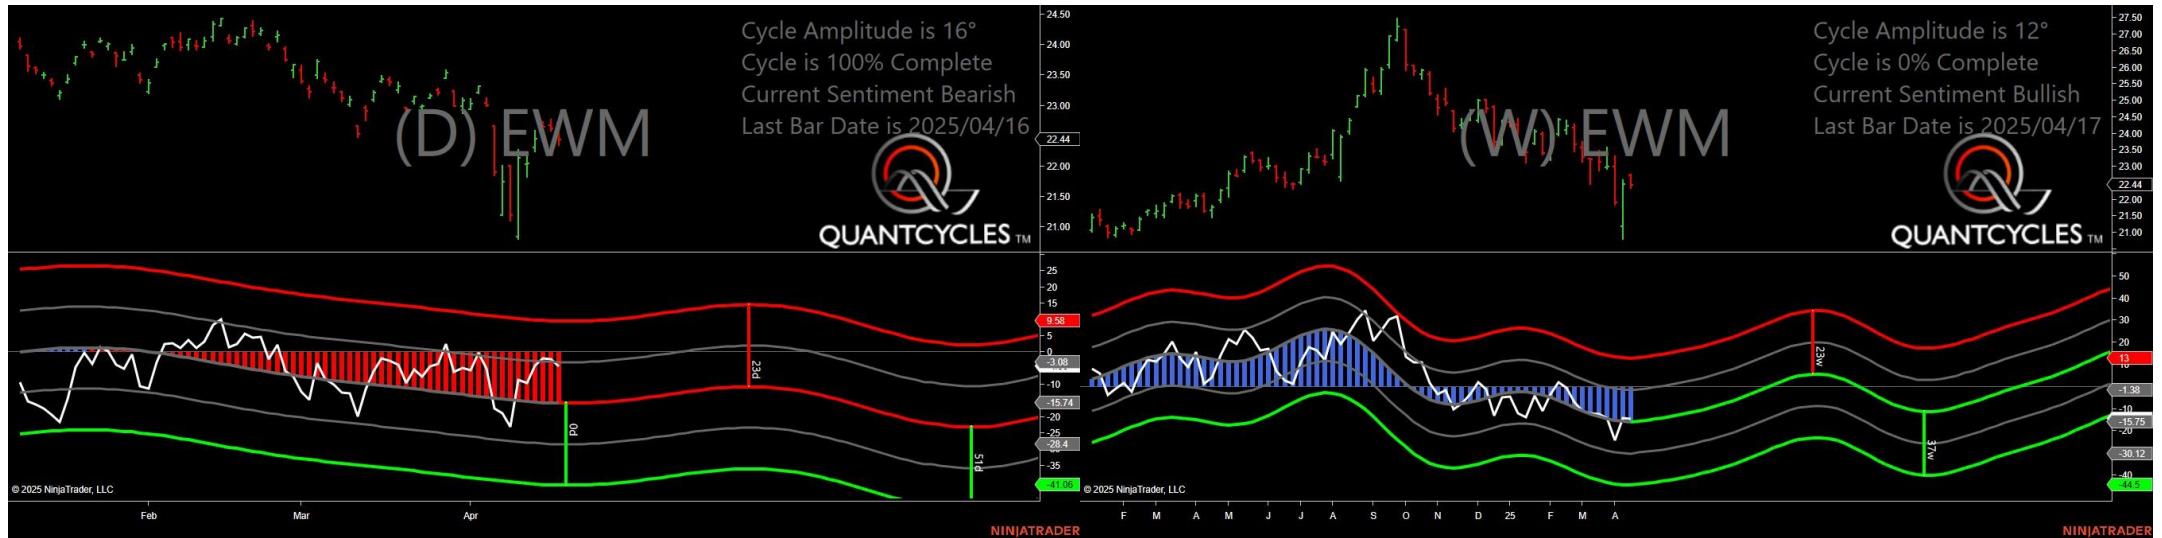 Cycle Amplitude is 16°
Cycle is 100% Complete
Current Sentiment Bearish
Last Bar Date is 2025/04/16
(D) EWM
QUANTCYCLES TM
24.50
24.00
23.50
23.00
22.44
22.00
21.50
21.00
25
20
15
9.58
5
0
-3.08
-10
-15.74
-20
-25
-28.4
-35
-41.06
0d
23d
51d
© 2025 NinjaTrader, LLC
Feb Mar Apr
NINJATRADER
Cycle Amplitude is 12°
Cycle is 0% Complete
Current Sentiment Bullish
Last Bar Date is 2025/04/17
(W) EWM
QUANTCYCLES TM
27.50
27.00
26.50
26.00
25.50
25.00
24.50
24.00
23.50
23.00
22.44
22.00
21.50
21.00
50
40
30
20
13
-1.38
-10
-15.75
-20
-30.12
-40
-44.5
23w
37w
© 2025 NinjaTrader, LLC
F M A M J J A S O N D 25 F M A
NINJATRADER